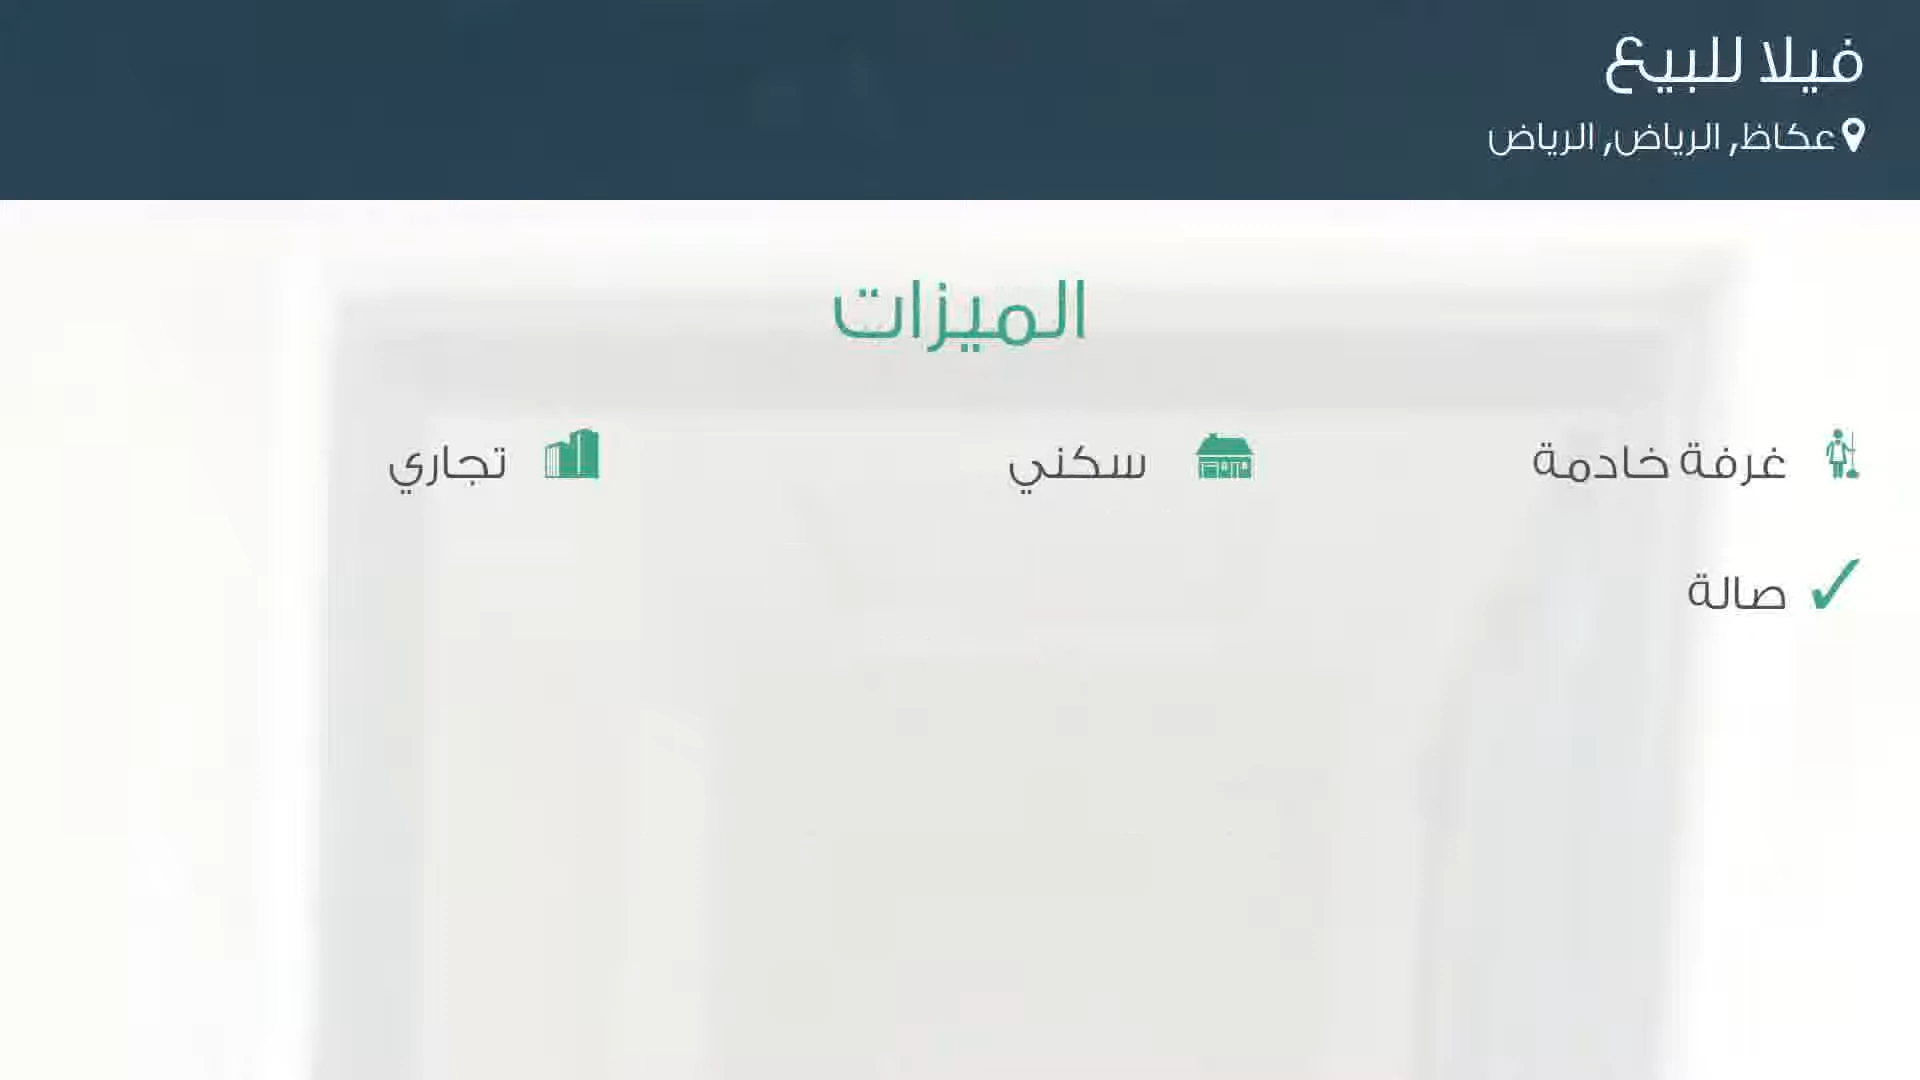 فيلا للبيع
عكاظ, الرياض, الرياض
الميزات
غرفة خادمة
سكني
تجاري
صالة